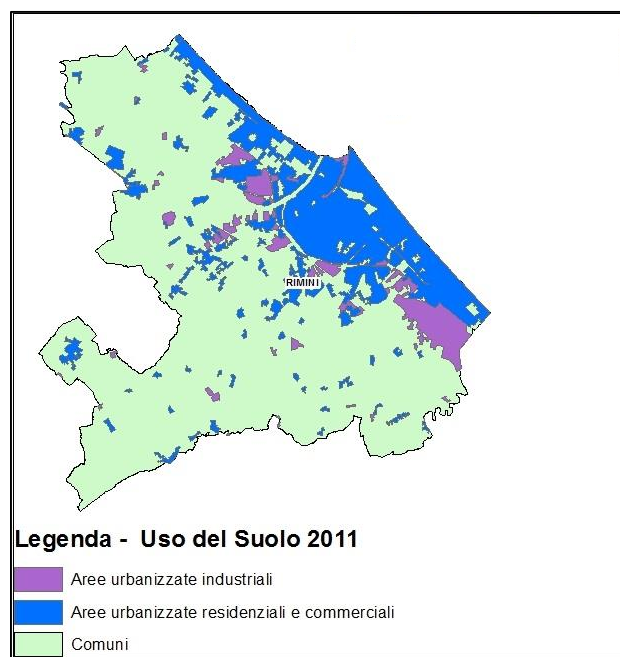 RIMINI
Legenda - Uso del Suolo 2011
Aree urbanizzate industriali
Aree urbanizzate residenziali e commerciali
Comuni